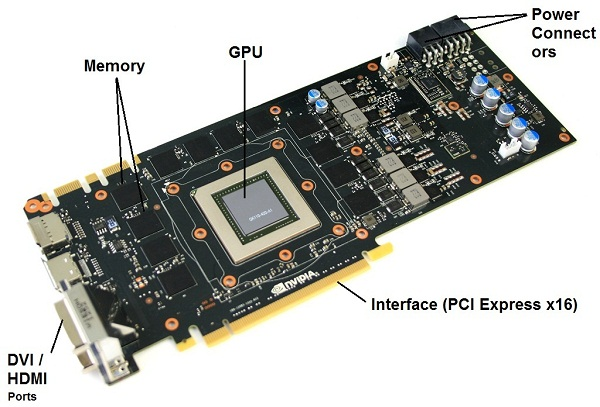 Power
Connect
ors
GPU
Memory
nVIDIA
Interface (PCI Express x16)
DVI /
HDMI
Ports